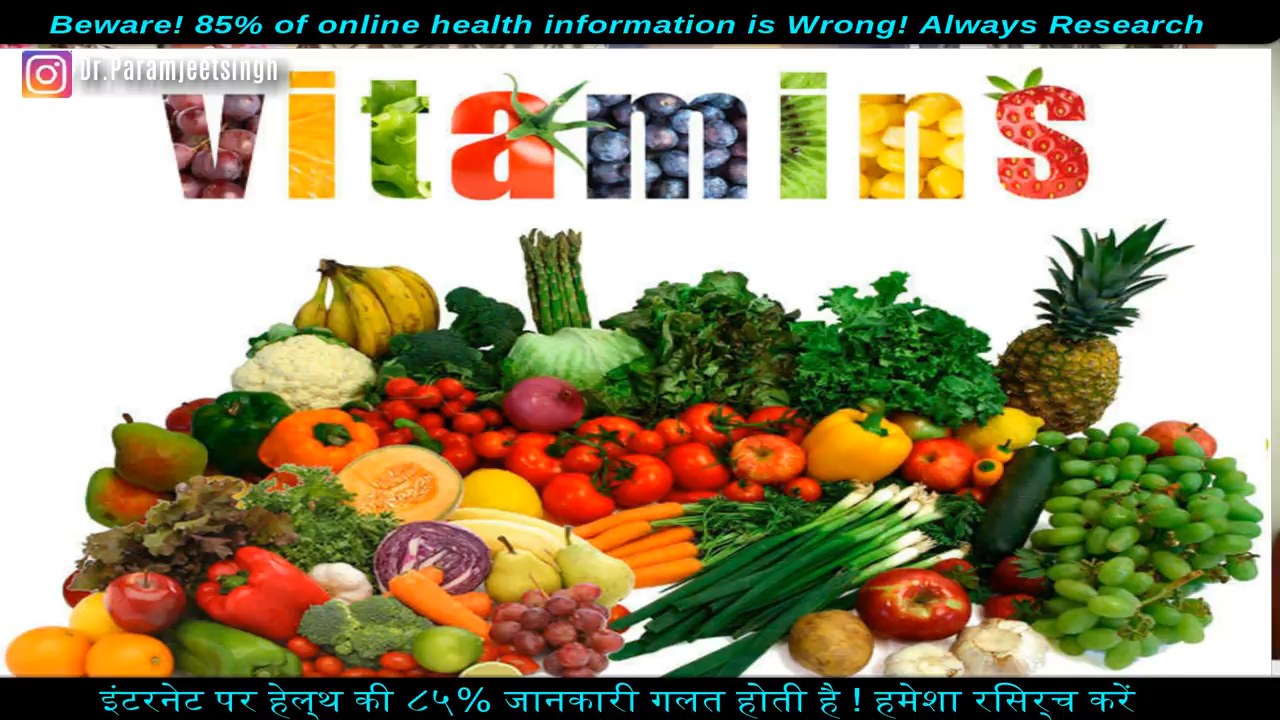 Beware! 85% of online health information is Wrong! Always Research
Dr.Paramjeetsingh
vitamins
इंटरनेट पर हेल्थ की ८५% जानकारी गलत होती है ! हमेशा रसिर्च करें